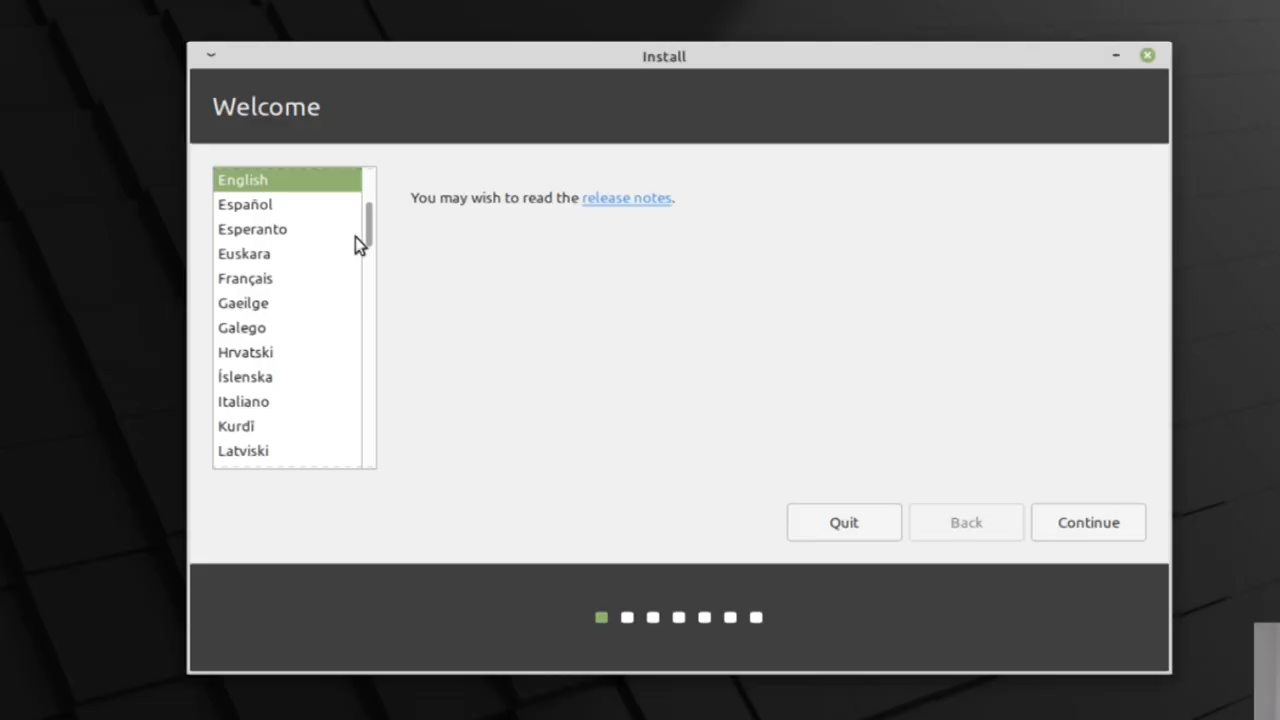 Install
Welcome
English
Español
Esperanto
Euskara
Français
Gaeilge
Galego
Hrvatski
Íslenska
Italiano
Kurdî
Latviski
You may wish to read the release notes.
Quit
Back
Continue